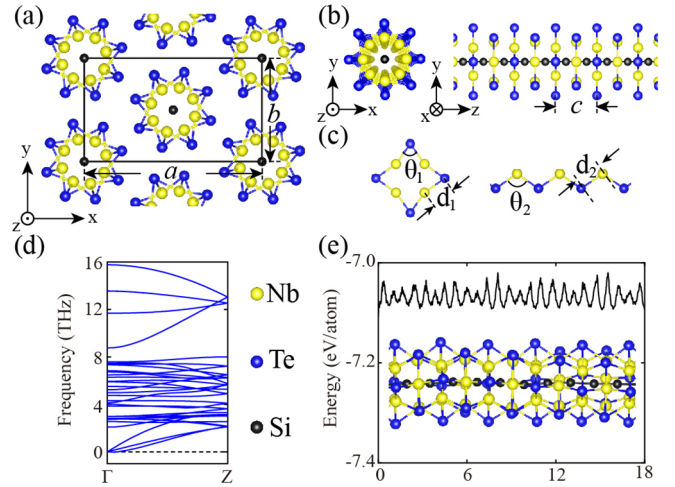 (a)
b
a
y
z
x
(b)
y
z
x
y
x
z
c
(c)
θ1
d1
θ2
d2
(d)
16
12
8
4
0
Frequency (THz)
Γ
Z
Nb
Te
Si
(e)
-7.0
-7.2
-7.4
Energy (eV/atom)
0
6
12
18